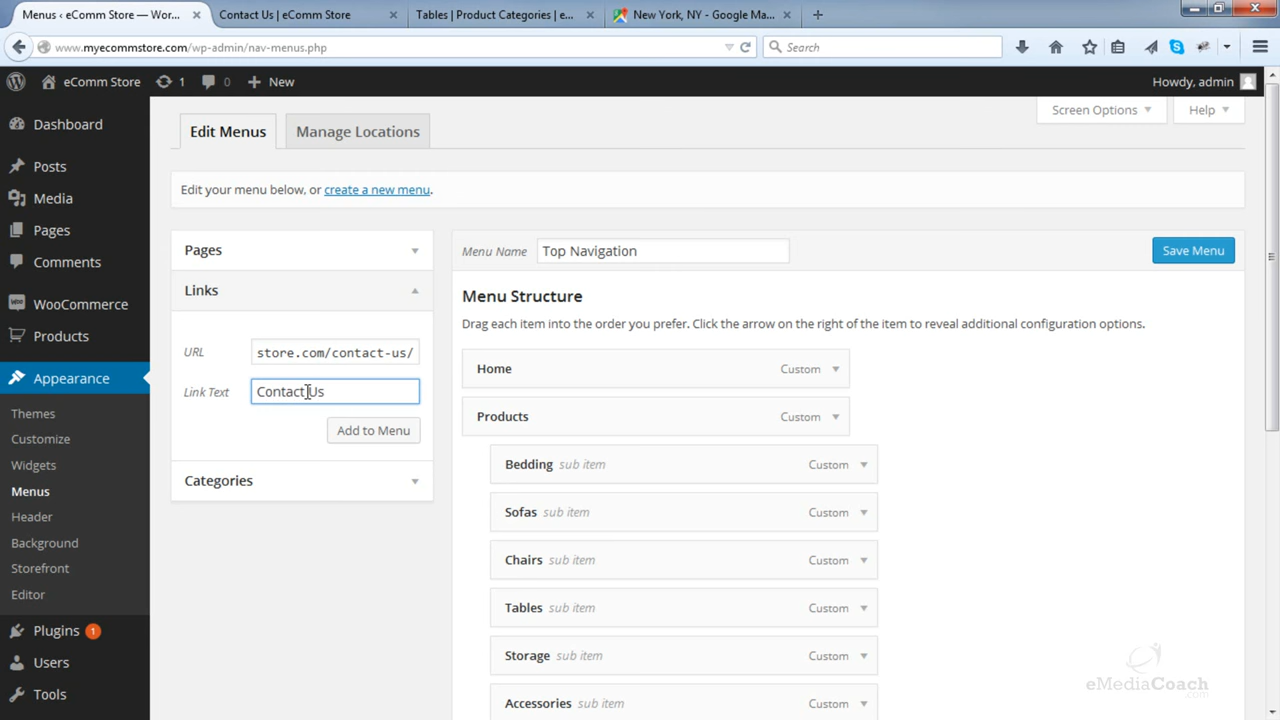 Menus ‹ eComm Store — Wor...
Contact Us | eComm Store
Tables | Product Categories | e...
New York, NY - Google Ma...
www.myecommstore.com/wp-admin/nav-menus.php
Search
eComm Store
1
0
New
Howdy, admin
Screen Options
Help
Dashboard
Posts
Media
Pages
Comments
WooCommerce
Products
Appearance
Themes
Customize
Widgets
Menus
Header
Background
Storefront
Editor
Plugins 1
Users
Tools
Edit Menus
Manage Locations
Edit your menu below, or create a new menu.
Pages
Links
URL
store.com/contact-us/
Link Text
Contact Us
Add to Menu
Categories
Menu Name
Top Navigation
Save Menu
Menu Structure
Drag each item into the order you prefer. Click the arrow on the right of the item to reveal additional configuration options.
Home Custom
Products Custom
Bedding sub item Custom
Sofas sub item Custom
Chairs sub item Custom
Tables sub item Custom
Storage sub item Custom
Accessories sub item Custom
eMediaCoach
.com